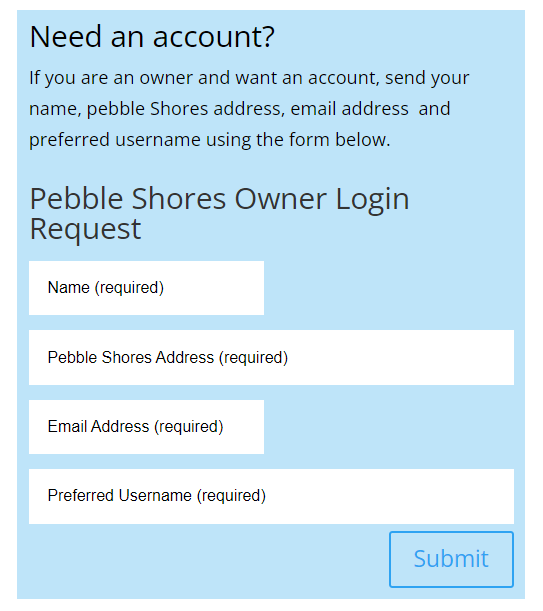 Need an account?
If you are an owner and want an account, send your
name, pebble Shores address, email address  and
preferred username using the form below.
Pebble Shores Owner Login
Request
Name (required)
Pebble Shores Address (required)
Email Address (required)
Preferred Username (required)
Submit